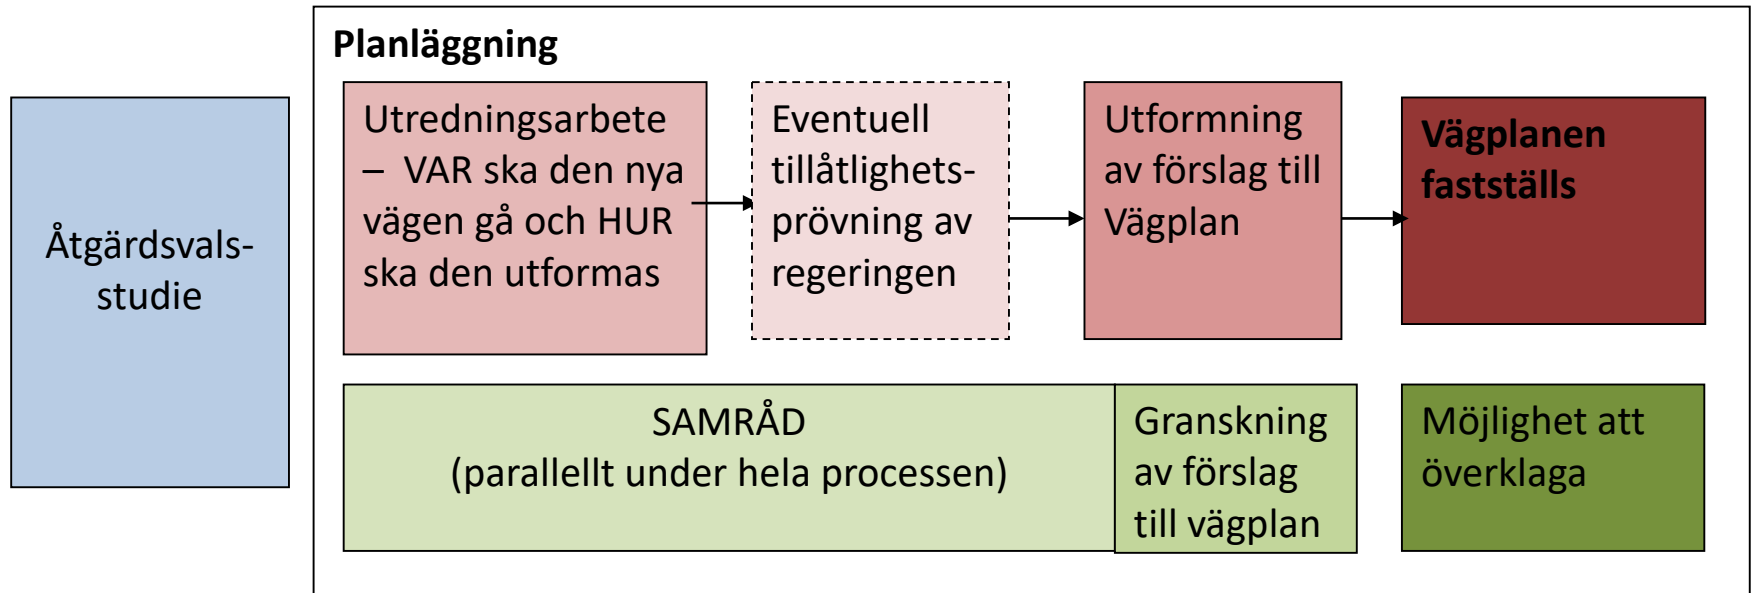 Planläggning
Åtgärdsvals-
studie
Utredningsarbete
– VAR ska den nya
vägen gå och HUR
ska den utformas
Eventuell
tillåtlighets-
prövning av
regeringen
Utformning
av förslag till
Vägplan
Vägplanen
fastställs
SAMRÅD
(parallellt under hela processen)
Granskning
av förslag
till vägplan
Möjlighet att
överklaga